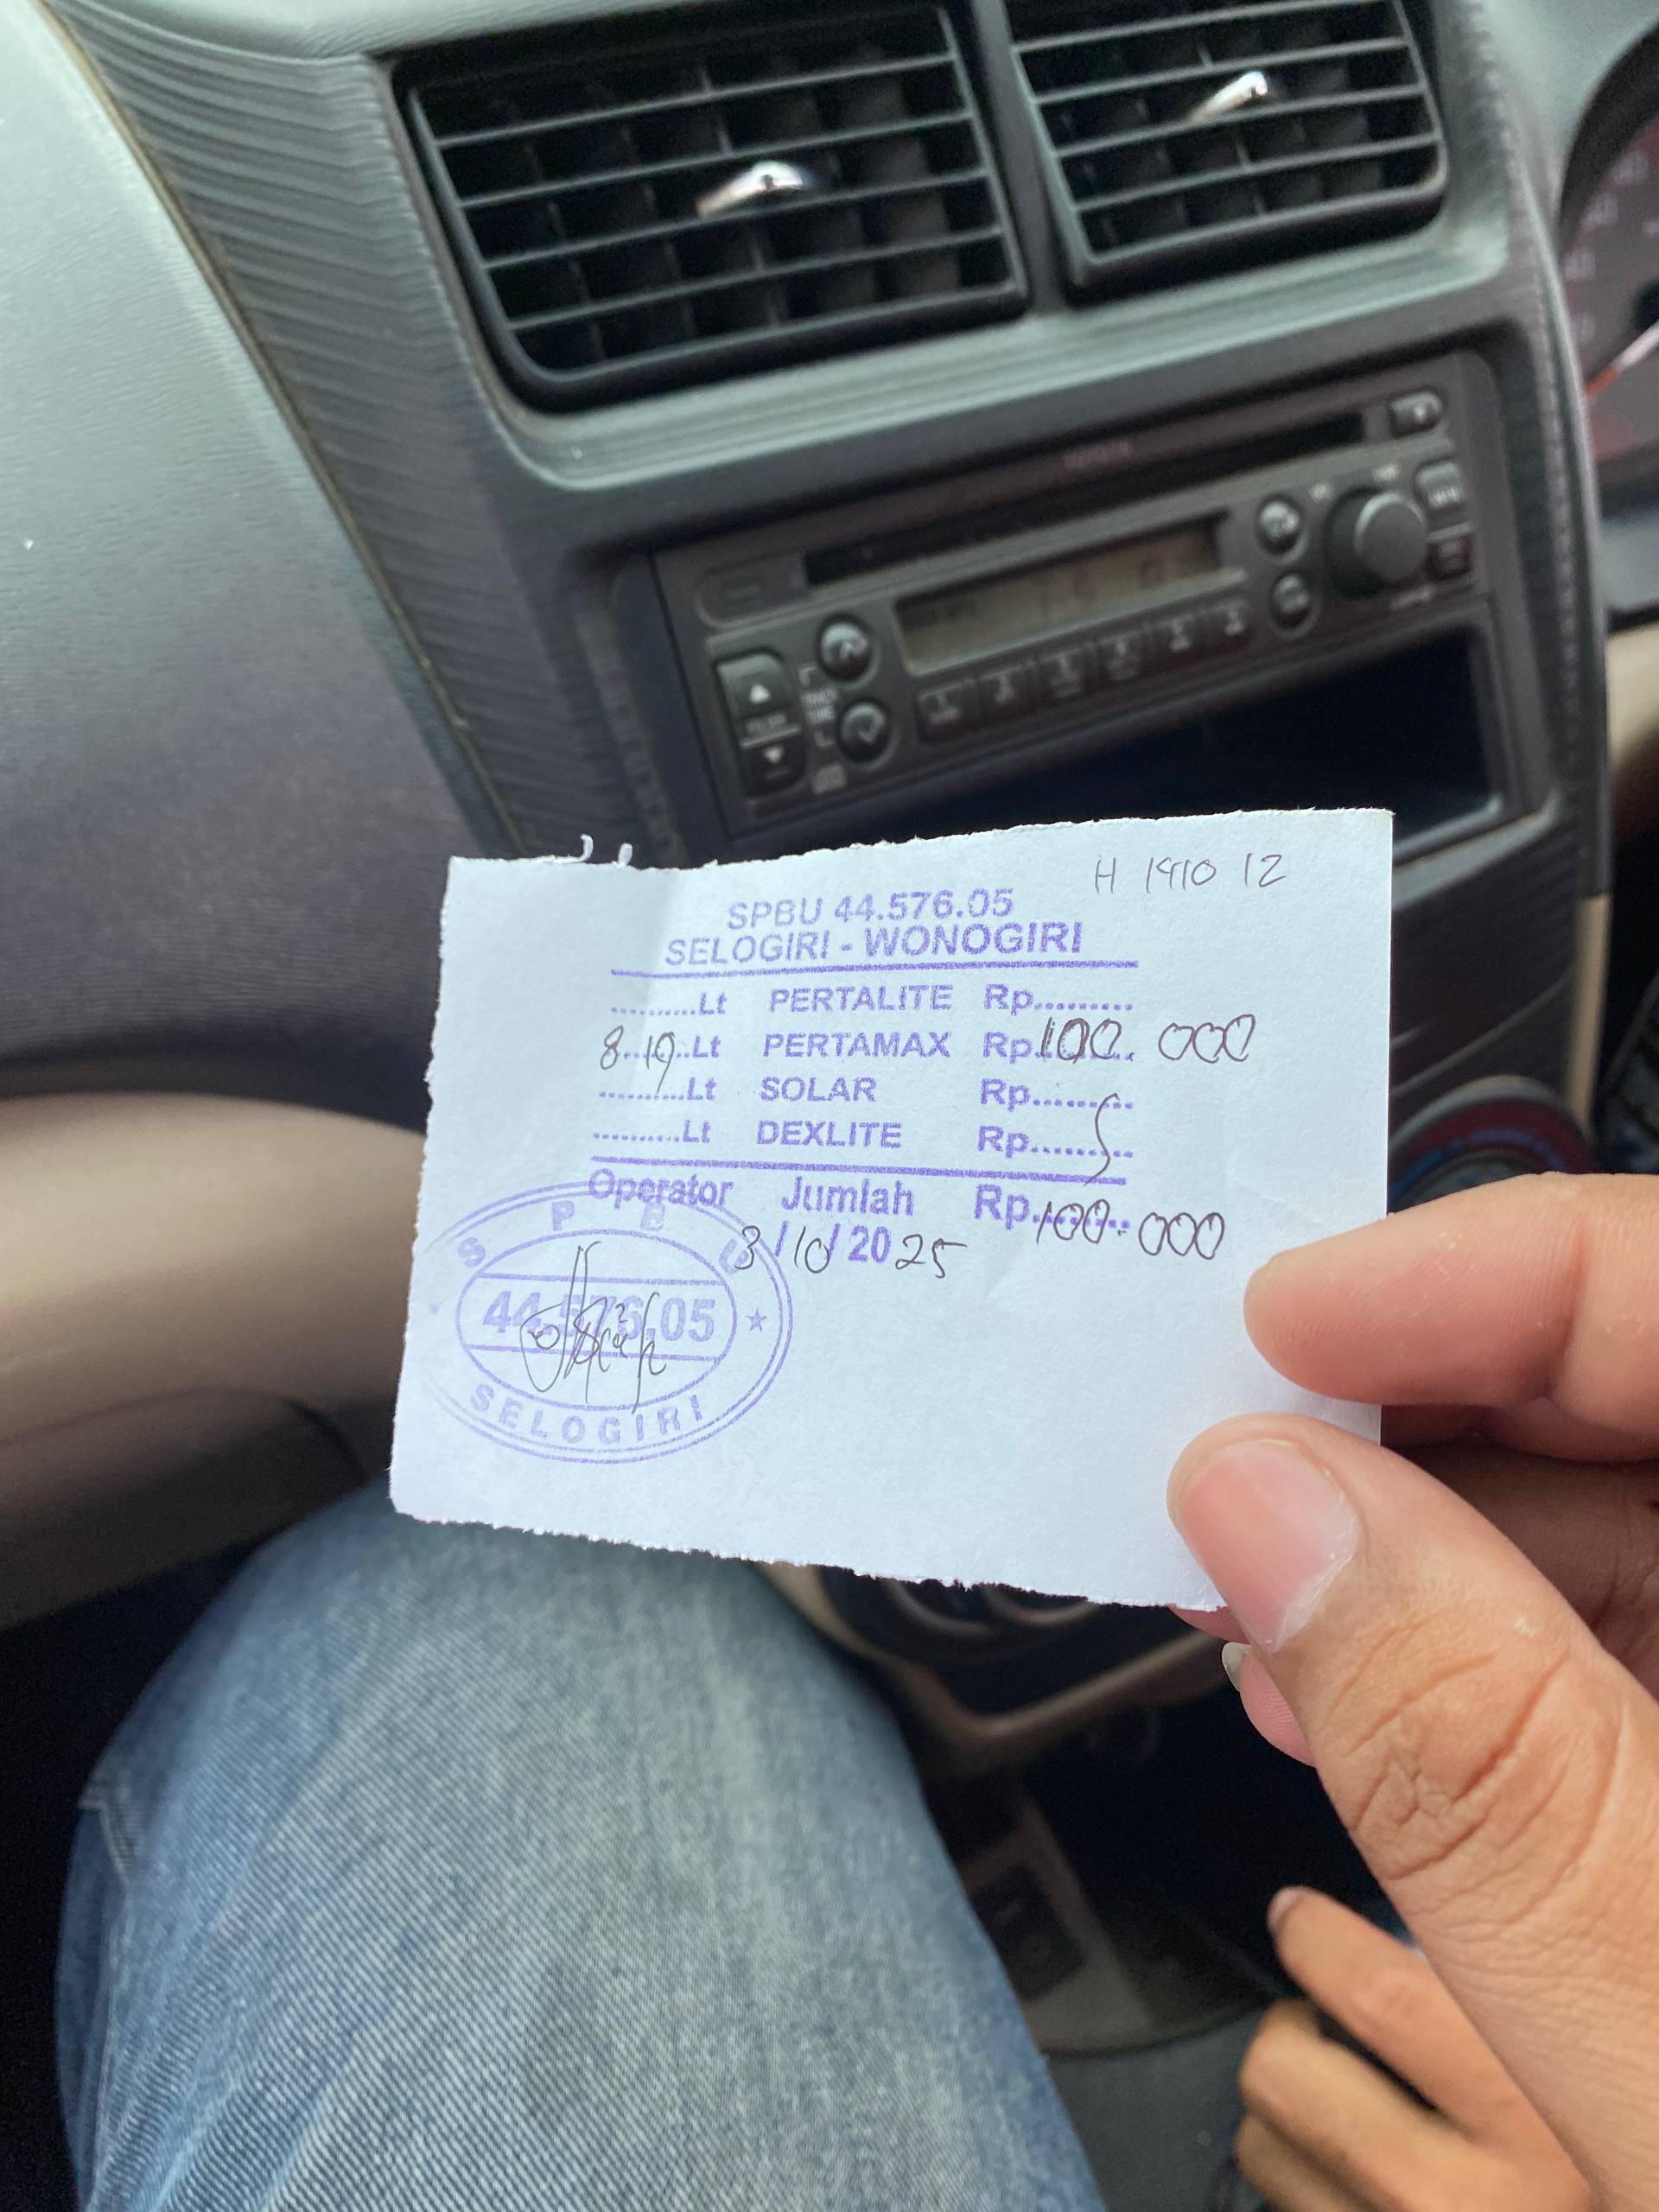 H 1410 12
SPBU 44.576.05
SELOGIRI - WONOGIRI
..........Lt PERTALITE Rp.........
8.19 Lt PERTAMAX Rp 100.000
..........Lt SOLAR Rp.........
..........Lt DEXLITE Rp.........
Operator Jumlah Rp 100.000
3/10/2025
SPBU
44.576.05
SELOGIRI